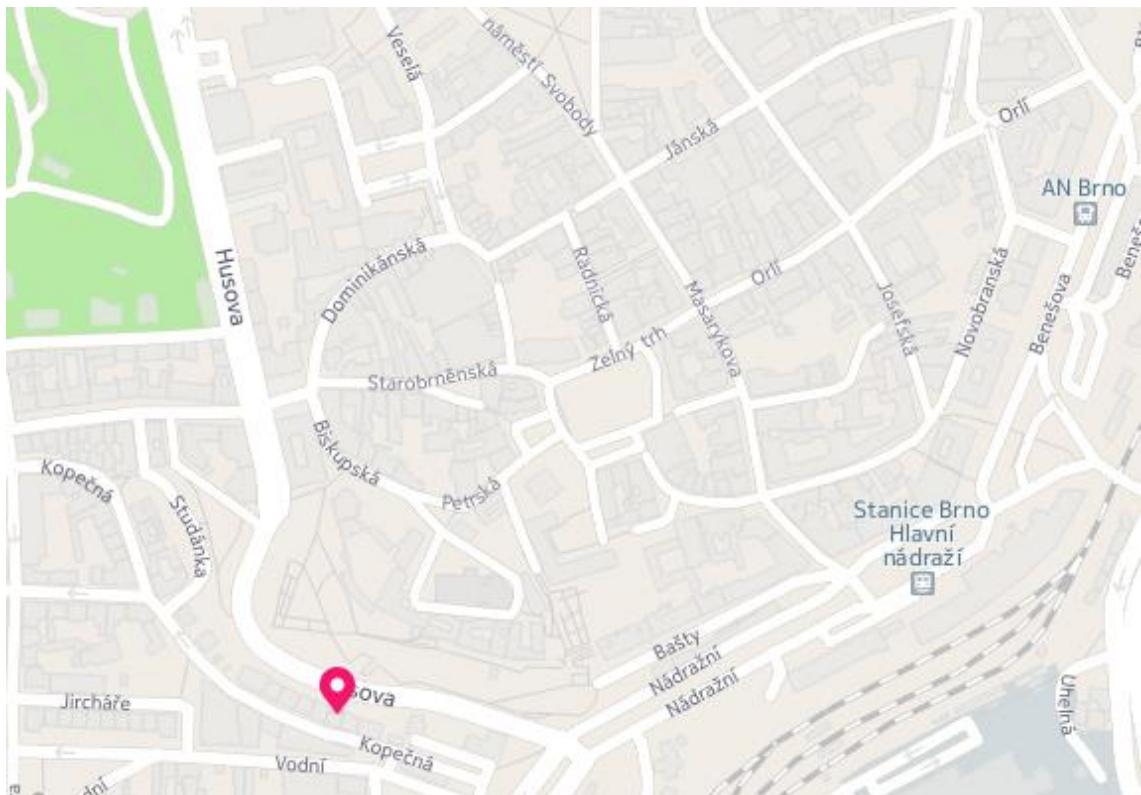 Veselá
náměstí Svobody
Orlí
Jánská
AN Brno
Husova
Dominikánská
Radnická
Orlí
Benešova
Masarykova
Josefská
Novobranská
Benešova
Zelný trh
Starobrněnská
Biskupská
Kopečná
Petrská
Studánka
Stanice Brno
Hlavní
nádraží
Bašty
Nádražní
Nádražní
Jircháře
Uhelná
Kopečná
Vodní